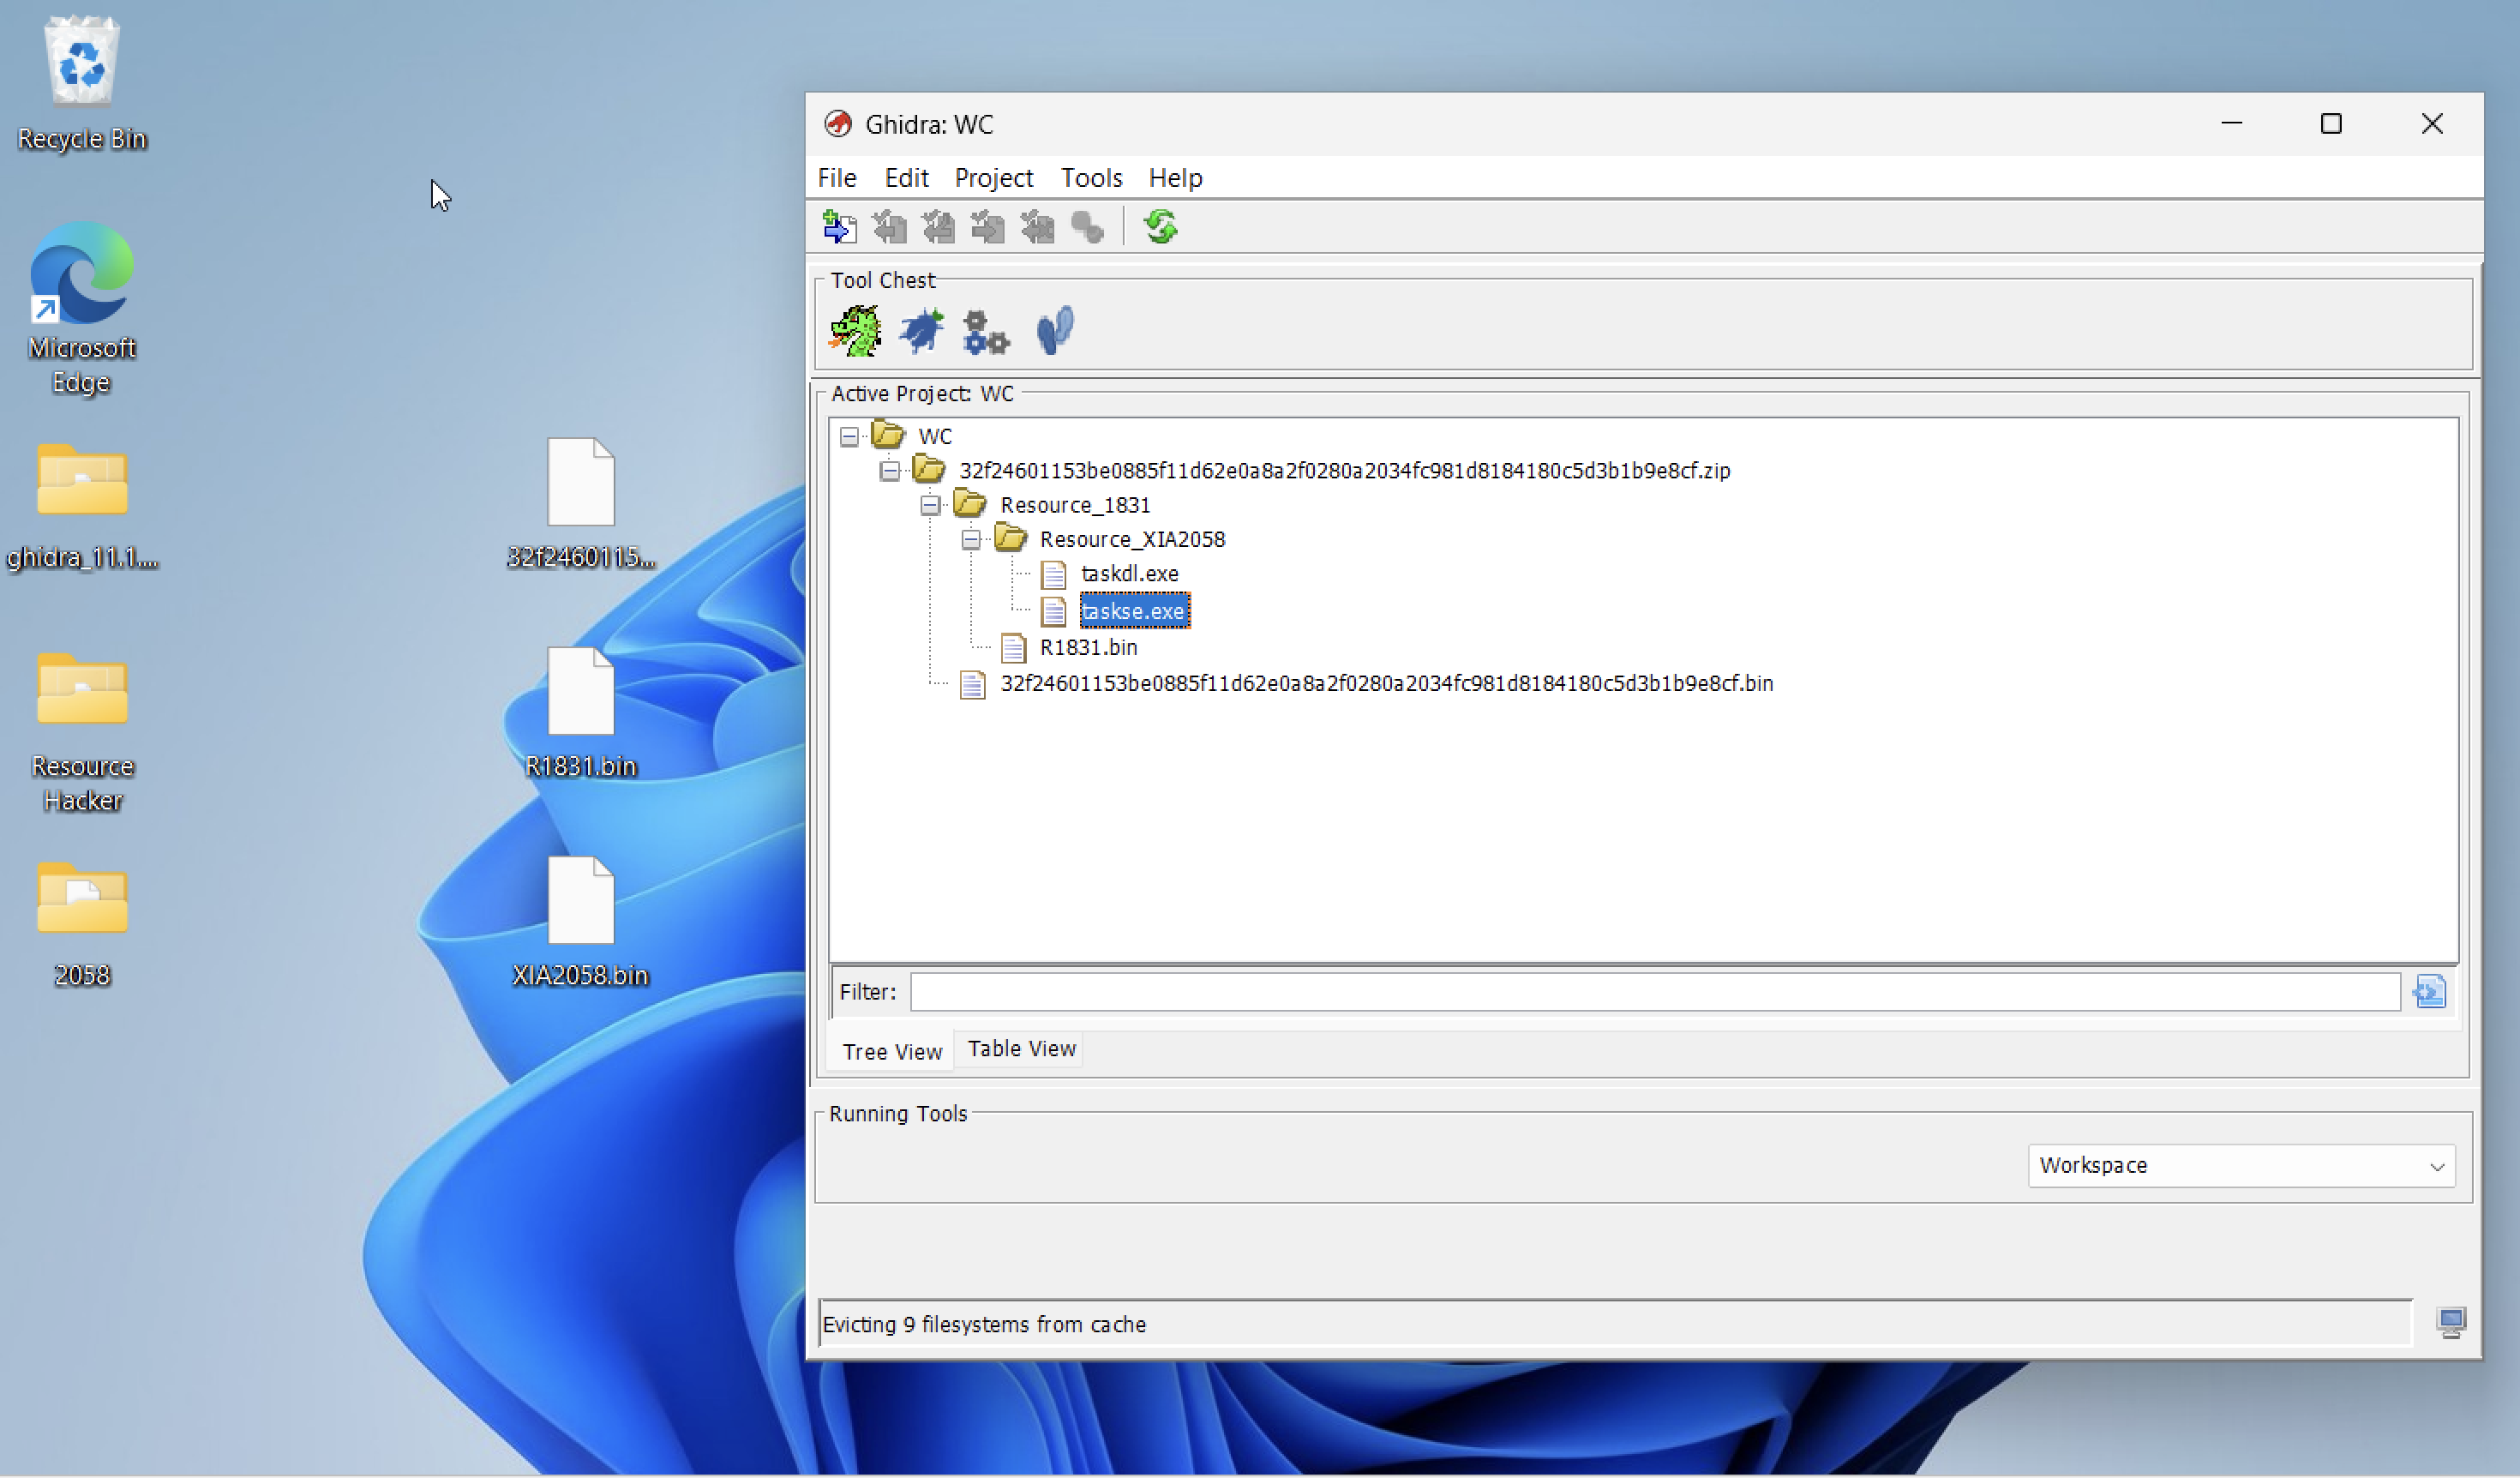 Recycle Bin
Microsoft
Edge
ghidra_11.1....
Resource
Hacker
2058
32f2460115...
R1831.bin
XIA2058.bin
Ghidra: WC
File Edit Project Tools Help
Tool Chest
Active Project: WC
WC
32f24601153be0885f11d62e0a8a2f0280a2034fc981d8184180c5d3b1b9e8cf.zip
Resource_1831
Resource_XIA2058
taskdl.exe
taskse.exe
R1831.bin
32f24601153be0885f11d62e0a8a2f0280a2034fc981d8184180c5d3b1b9e8cf.bin
Filter:
Tree View Table View
Running Tools
Workspace
Evicting 9 filesystems from cache